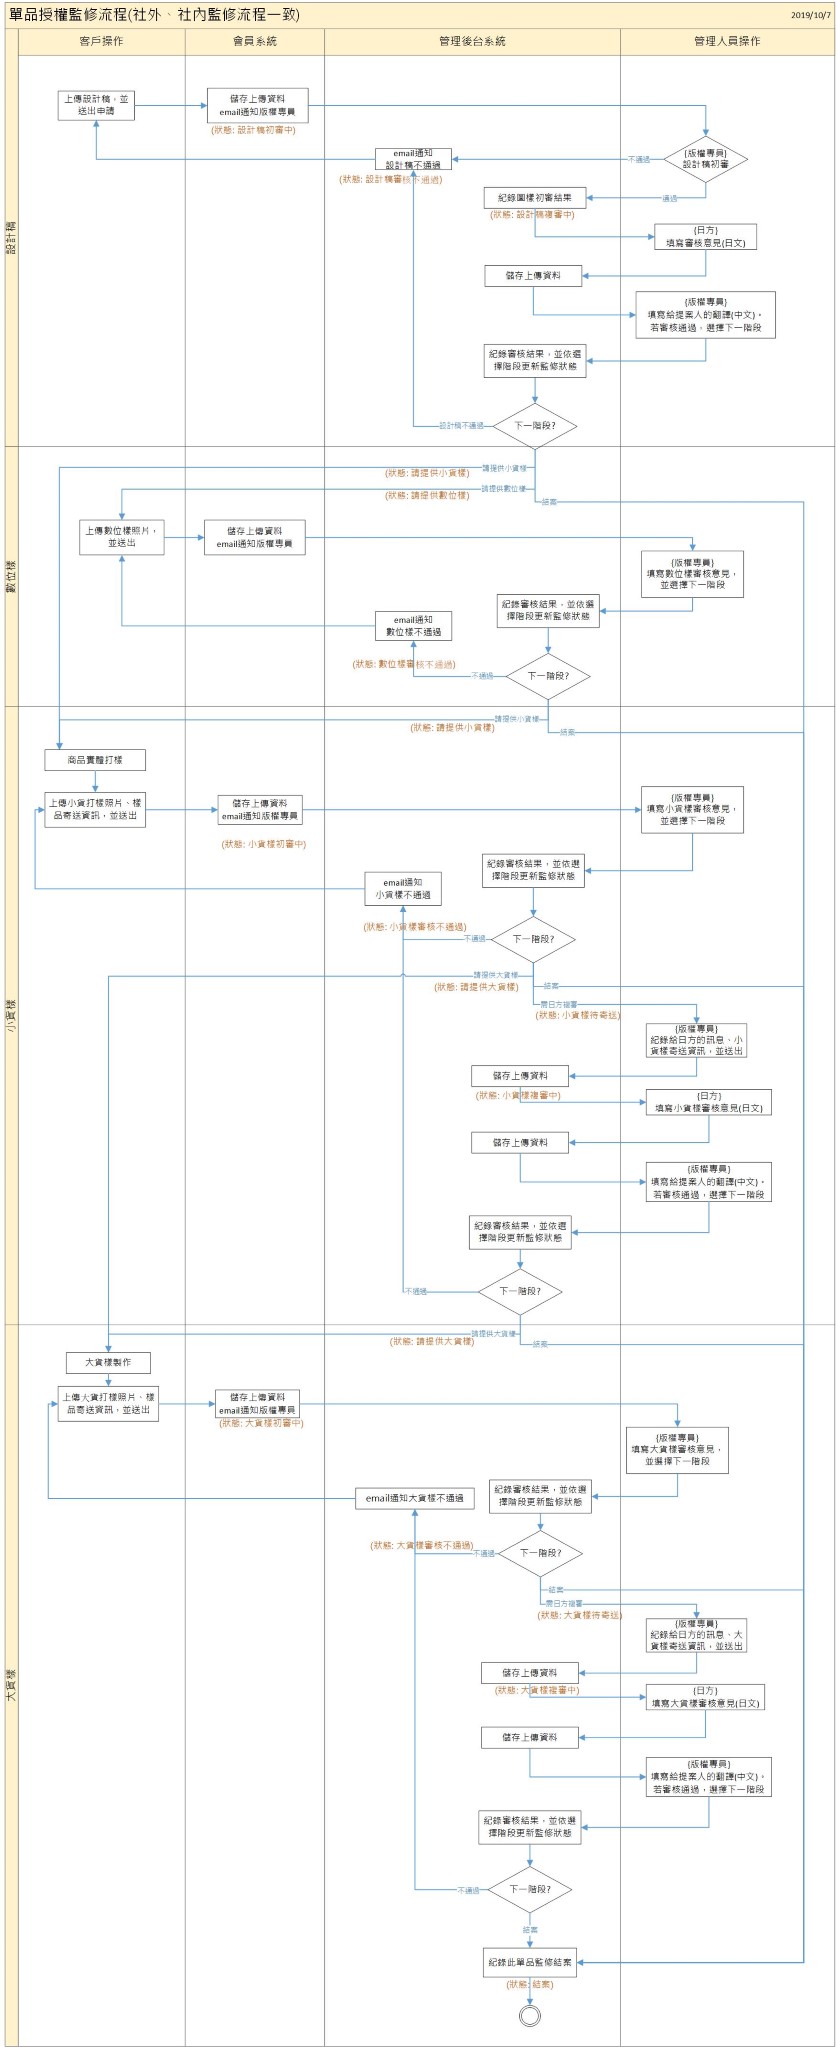 單品授權監修流程(社外、社內監修流程一致)
2019/10/7
客戶操作
會員系統
管理後台系統
管理人員操作
設計稿
上傳設計稿，並
送出申請
儲存上傳資料
email通知版權專員
(狀態: 設計稿初審中)
{版權專員}
設計稿初審
不通過
email通知
設計稿不通過
(狀態: 設計稿審核不通過)
通過
紀錄圖樣初審結果
(狀態: 設計稿複審中)
{日方}
填寫審核意見(日文)
儲存上傳資料
{版權專員}
填寫給提案人的翻譯(中文)。
若審核通過，選擇下一階段
紀錄審核結果，並依選
擇階段更新監修狀態
下一階段?
設計稿不通過
數位樣
請提供小貨樣
(狀態: 請提供小貨樣)
請提供數位樣
(狀態: 請提供數位樣)
結案
上傳數位樣照片，
並送出
儲存上傳資料
email通知版權專員
{版權專員}
填寫數位樣審核意見，
並選擇下一階段
紀錄審核結果，並依選
擇階段更新監修狀態
email通知
數位樣不通過
(狀態: 數位樣審核不通過)
不通過
下一階段?
小貨樣
請提供小貨樣
(狀態: 請提供小貨樣)
結案
商品實體打樣
上傳小貨打樣照片、樣
品寄送資訊，並送出
儲存上傳資料
email通知版權專員
(狀態: 小貨樣初審中)
{版權專員}
填寫小貨樣審核意見，
並選擇下一階段
紀錄審核結果，並依選
擇階段更新監修狀態
email通知
小貨樣不通過
(狀態: 小貨樣審核不通過)
不通過
下一階段?
請提供大貨樣
(狀態: 請提供大貨樣)
結案
需日方複審
(狀態: 小貨樣待寄送)
{版權專員}
紀錄給日方的訊息、小
貨樣寄送資訊，並送出
儲存上傳資料
(狀態: 小貨樣複審中)
{日方}
填寫小貨樣審核意見(日文)
儲存上傳資料
{版權專員}
填寫給提案人的翻譯(中文)。
若審核通過，選擇下一階段
紀錄審核結果，並依選
擇階段更新監修狀態
不通過
下一階段?
大貨樣
請提供大貨樣
(狀態: 請提供大貨樣)
結案
大貨樣製作
上傳大貨打樣照片、樣
品寄送資訊，並送出
儲存上傳資料
email通知版權專員
(狀態: 大貨樣初審中)
{版權專員}
填寫大貨樣審核意見，
並選擇下一階段
紀錄審核結果，並依選
擇階段更新監修狀態
email通知大貨樣不通過
(狀態: 大貨樣審核不通過)
不通過
下一階段?
結案
需日方複審
(狀態: 大貨樣待寄送)
{版權專員}
紀錄給日方的訊息、大
貨樣寄送資訊，並送出
儲存上傳資料
(狀態: 大貨樣複審中)
{日方}
填寫大貨樣審核意見(日文)
儲存上傳資料
{版權專員}
填寫給提案人的翻譯(中文)。
若審核通過，選擇下一階段
紀錄審核結果，並依選
擇階段更新監修狀態
不通過
下一階段?
結案
紀錄此單品監修結案
(狀態: 結案)